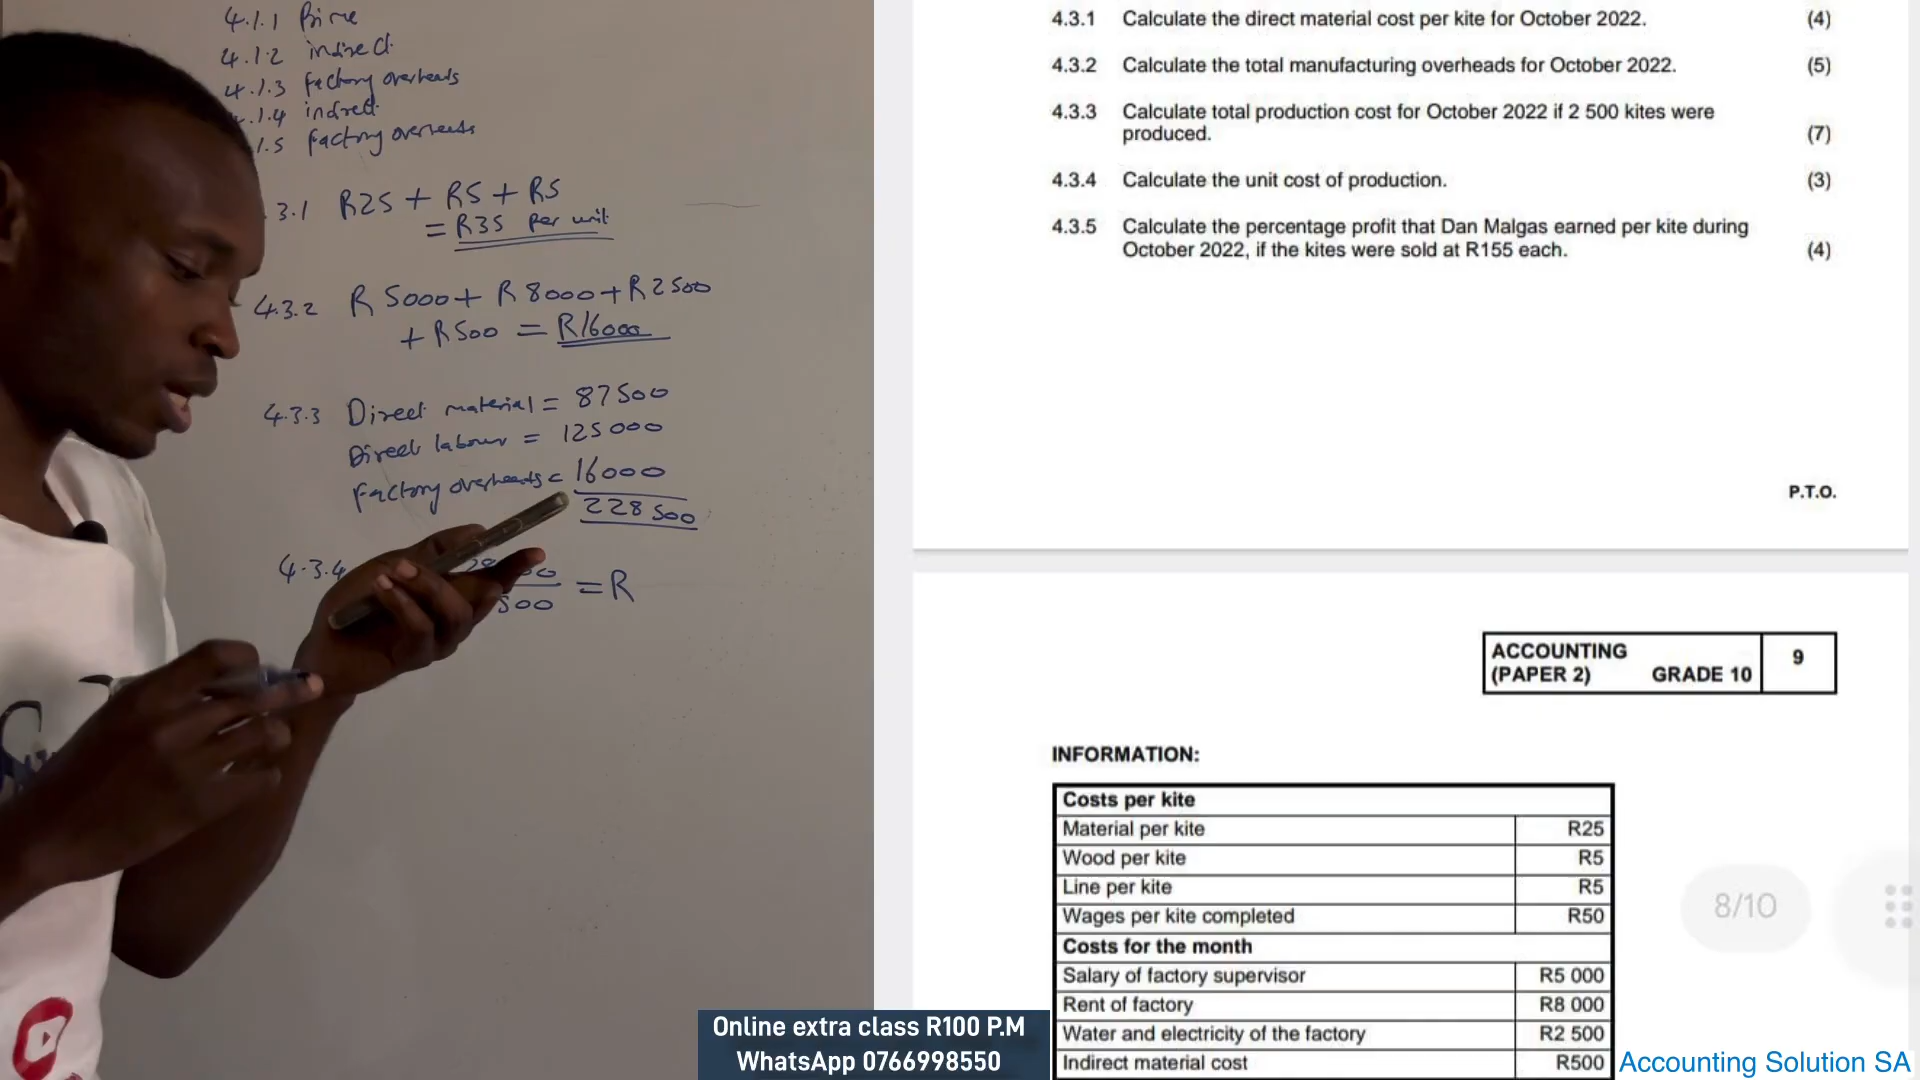 4.1.1 Prime
4.1.2 indirect
4.1.3 factory overheads
.1.4 indirect
1.5 factory overheads
3.1 R25 + R5 + R5
= R35 per unit
4.3.2 R 5000 + R 8000 + R2500
+ R500 = R16000
4.3.3 Direct material = 87500
Direct labour = 125000
Factory overheads = 16000
228500
4.3.4
500 = R
4.3.1 Calculate the direct material cost per kite for October 2022. (4)
4.3.2 Calculate the total manufacturing overheads for October 2022. (5)
4.3.3 Calculate total production cost for October 2022 if 2 500 kites were
produced. (7)
4.3.4 Calculate the unit cost of production. (3)
4.3.5 Calculate the percentage profit that Dan Malgas earned per kite during
October 2022, if the kites were sold at R155 each. (4)
P.T.O.
ACCOUNTING 9
(PAPER 2) GRADE 10
INFORMATION:
Costs per kite
Material per kite R25
Wood per kite R5
Line per kite R5
Wages per kite completed R50
Costs for the month
Salary of factory supervisor R5 000
Rent of factory R8 000
Water and electricity of the factory R2 500
Indirect material cost R500
8/10
Online extra class R100 P.M
WhatsApp 0766998550
Accounting Solution SA